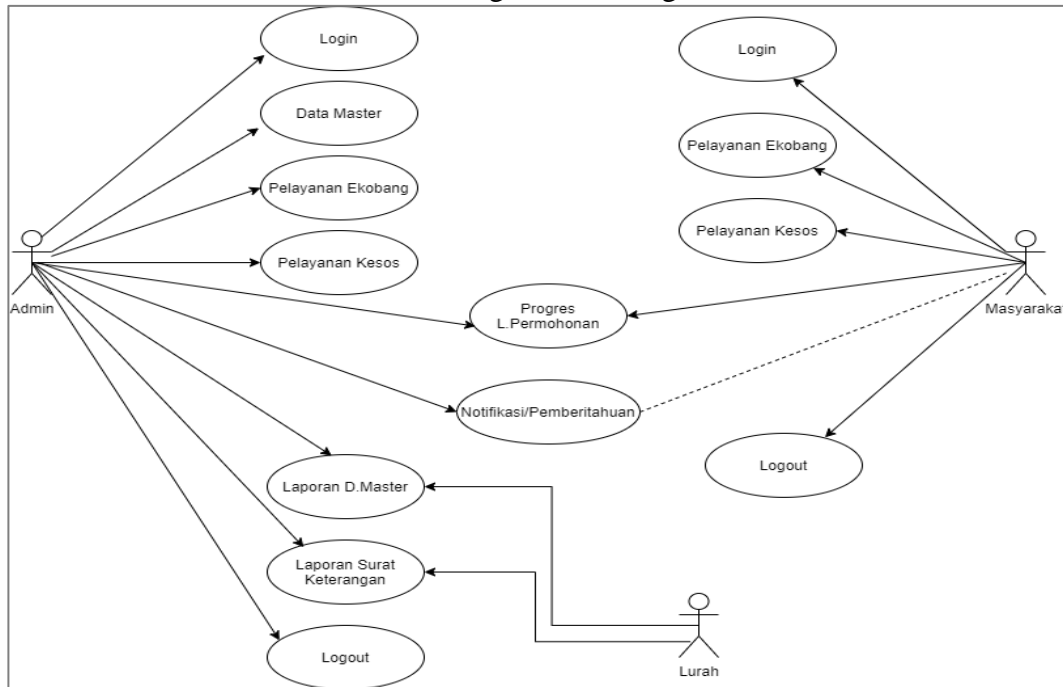 Login
Data Master
Pelayanan Ekobang
Pelayanan Kesos
Admin
Progres
L.Permohonan
Notifikasi/Pemberitahuan
Laporan D.Master
Laporan Surat
Keterangan
Logout
Login
Pelayanan Ekobang
Pelayanan Kesos
Masyarakat
Logout
Lurah